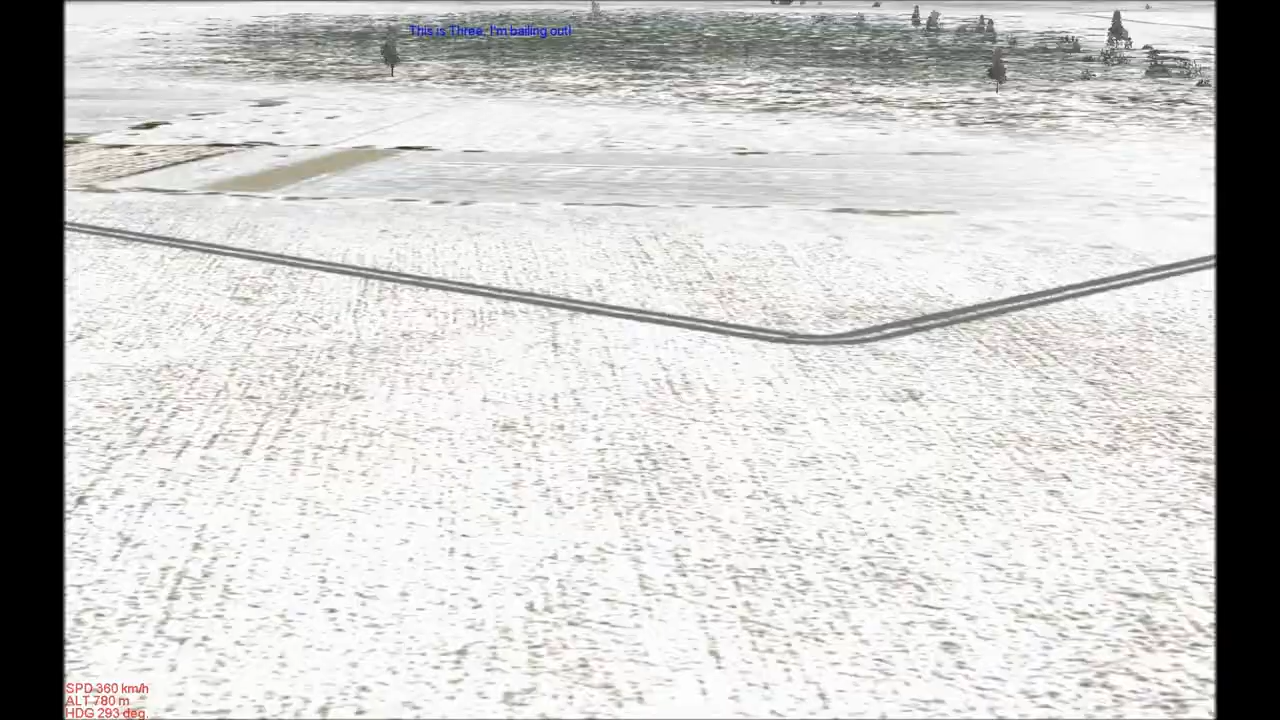 This is Three, I'm bailing out!
SPD 360 km/h
ALT 780 m
HDG 293 deg.